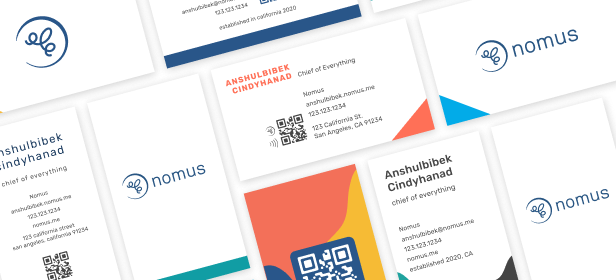 anshulbibek@nomus.me
123.123.1234
established in california 2020
nomus
ANSHULBIBEK
CINDYHANAD
Chief of Everything
Nomus
anshulbibek.nomus.me
123.123.1234
123 California St.
San Angeles, CA 91234
Anshulbibek
Cindyhanad
chief of everything
Nomus
anshulbibek.nomus.me
123.123.1234
nomus.me
123 california street
san angeles, california 91234
nomus
Anshulbibek
Cindyhanad
chief of everything
Nomus
anshulbibek@nomus.me
123.123.1234
nomus.me
established 2020, CA
nomus